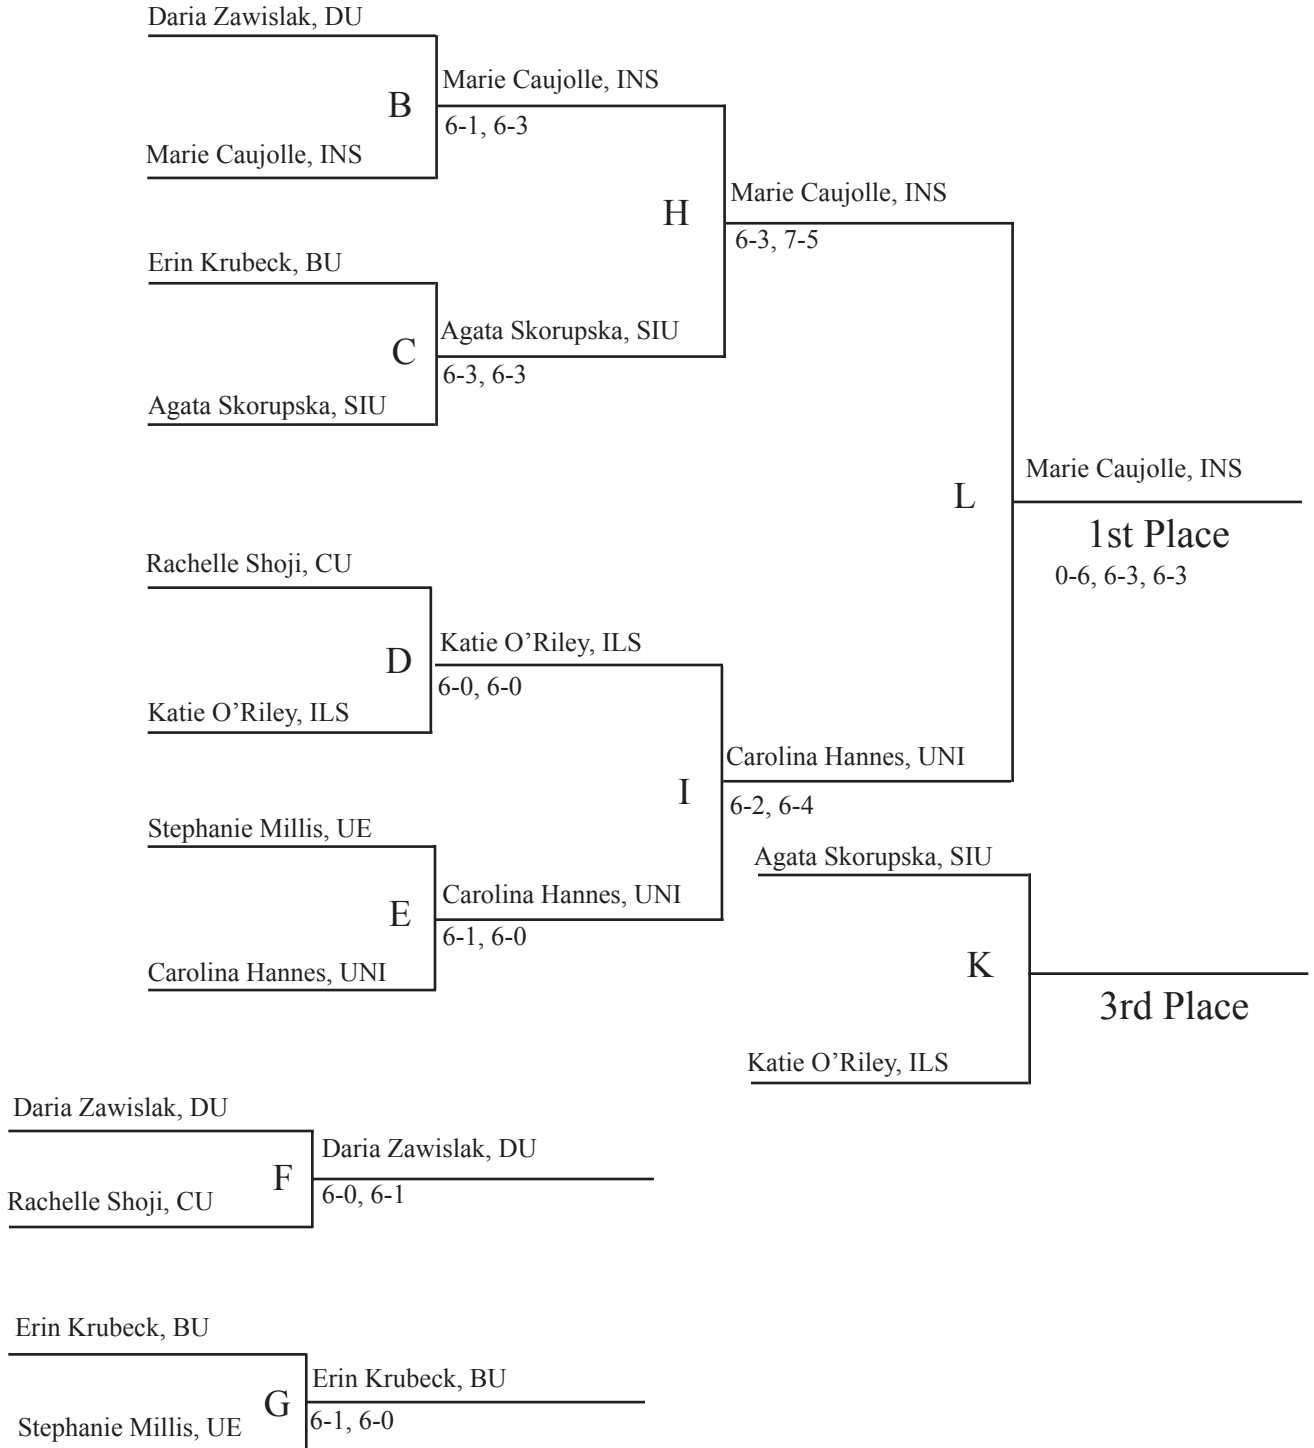 Daria Zawislak, DU
B
Marie Caujolle, INS
6-1, 6-3
Marie Caujolle, INS
H
Marie Caujolle, INS
6-3, 7-5
Erin Krubeck, BU
C
Agata Skorupska, SIU
6-3, 6-3
Agata Skorupska, SIU
L
Marie Caujolle, INS
1st Place
0-6, 6-3, 6-3
Rachelle Shoji, CU
D
Katie O’Riley, ILS
6-0, 6-0
Katie O’Riley, ILS
I
Carolina Hannes, UNI
6-2, 6-4
Stephanie Millis, UE
E
Carolina Hannes, UNI
6-1, 6-0
Carolina Hannes, UNI
Agata Skorupska, SIU
K
3rd Place
Katie O’Riley, ILS
Daria Zawislak, DU
F
Daria Zawislak, DU
6-0, 6-1
Rachelle Shoji, CU
Erin Krubeck, BU
G
Erin Krubeck, BU
6-1, 6-0
Stephanie Millis, UE